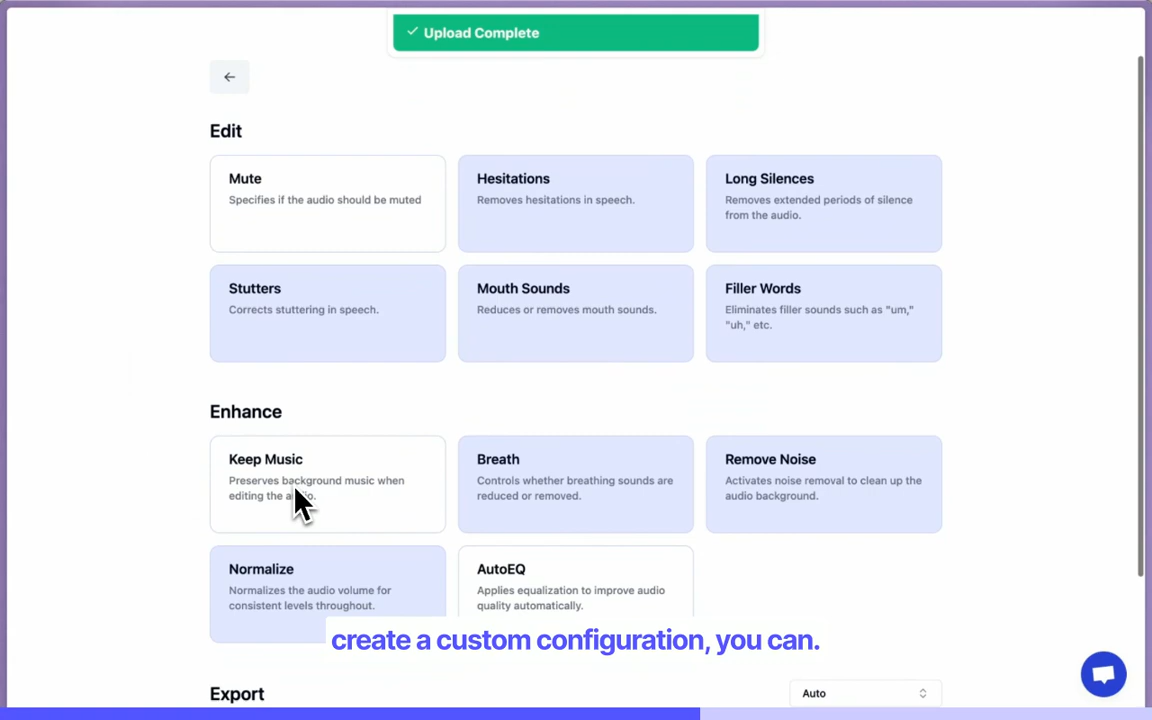 Upload Complete
Edit
Mute
Specifies if the audio should be muted
Hesitations
Removes hesitations in speech.
Long Silences
Removes extended periods of silence
from the audio.
Stutters
Corrects stuttering in speech.
Mouth Sounds
Reduces or removes mouth sounds.
Filler Words
Eliminates filler sounds such as "um,"
"uh," etc.
Enhance
Keep Music
Preserves background music when
editing the audio.
Breath
Controls whether breathing sounds are
reduced or removed.
Remove Noise
Activates noise removal to clean up the
audio background.
Normalize
Normalizes the audio volume for
consistent levels throughout.
AutoEQ
Applies equalization to improve audio
quality automatically.
create a custom configuration, you can.
Export
Auto